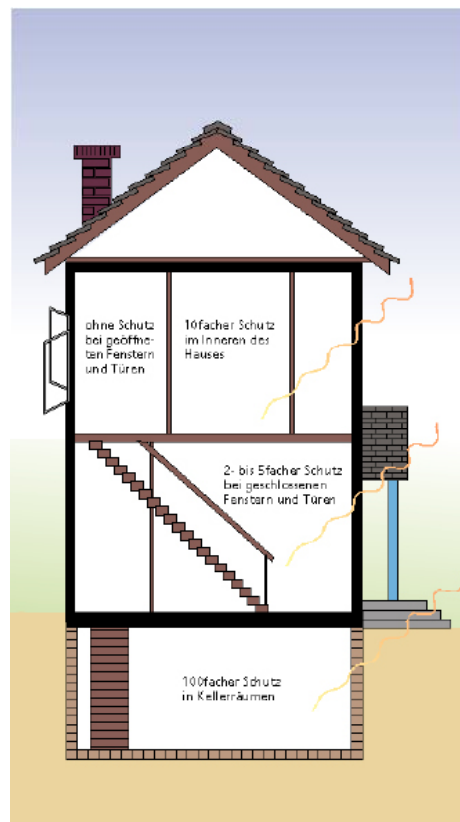 ohne Schutz
bei geöffne-
ten Fenstern
und Türen
10facher Schutz
im Inneren des
Hauses
2- bis 5facher Schutz
bei geschlossenen
Fenstern und Türen
100facher Schutz
in Kellerräumen